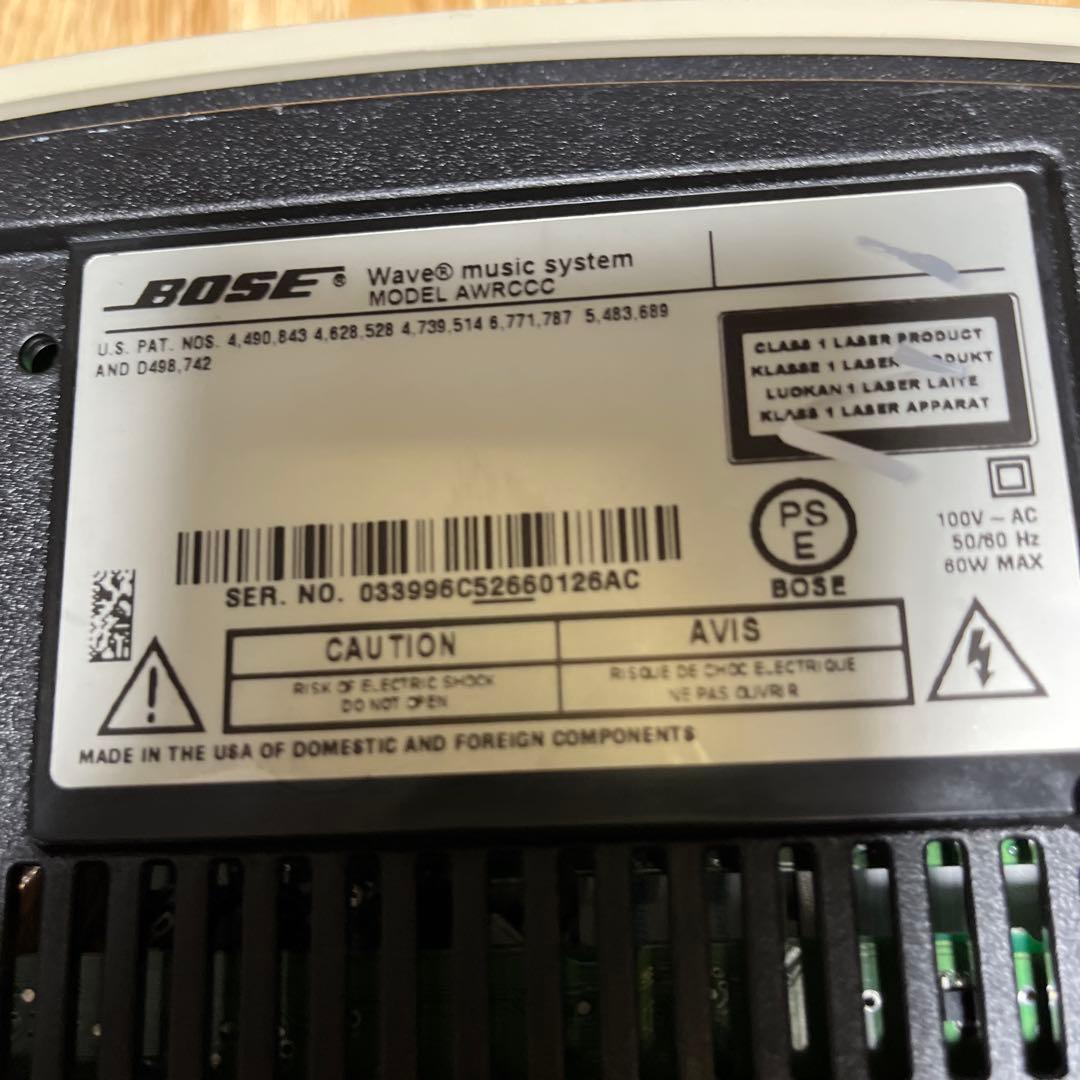 BOSE® Wave® music system
MODEL AWRCCC
U.S. PAT. NOS. 4,490,843 4,628,528 4,739,514 6,771,787 5,483,689
AND D498,742
CLASS 1 LASER PRODUCT
KLASSE 1 LASER PRODUKT
LUOKAN 1 LASER LAITE
KLASS 1 LASER APPARAT
PS
E
BOSE
100V ~ AC
50/60 Hz
60W MAX
SER. NO. 033996C52660126AC
CAUTION
RISK OF ELECTRIC SHOCK
DO NOT OPEN
AVIS
RISQUE DE CHOC ELECTRIQUE
NE PAS OUVRIR
MADE IN THE USA OF DOMESTIC AND FOREIGN COMPONENTS